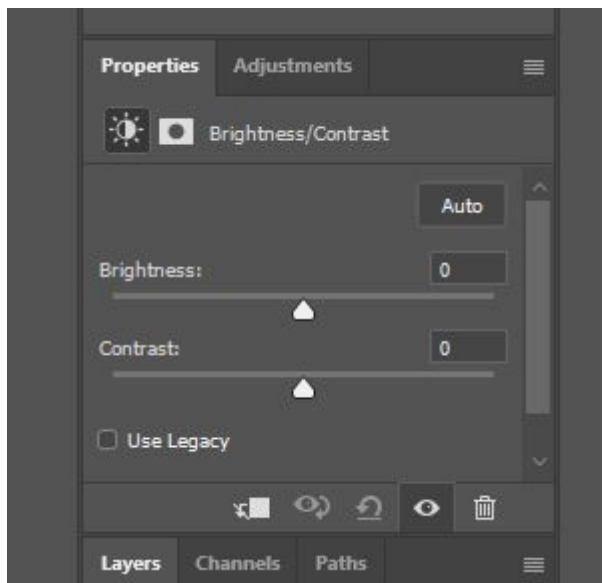 Properties Adjustments
Brightness/Contrast
Auto
Brightness: 0
Contrast: 0
Use Legacy
Layers Channels Paths